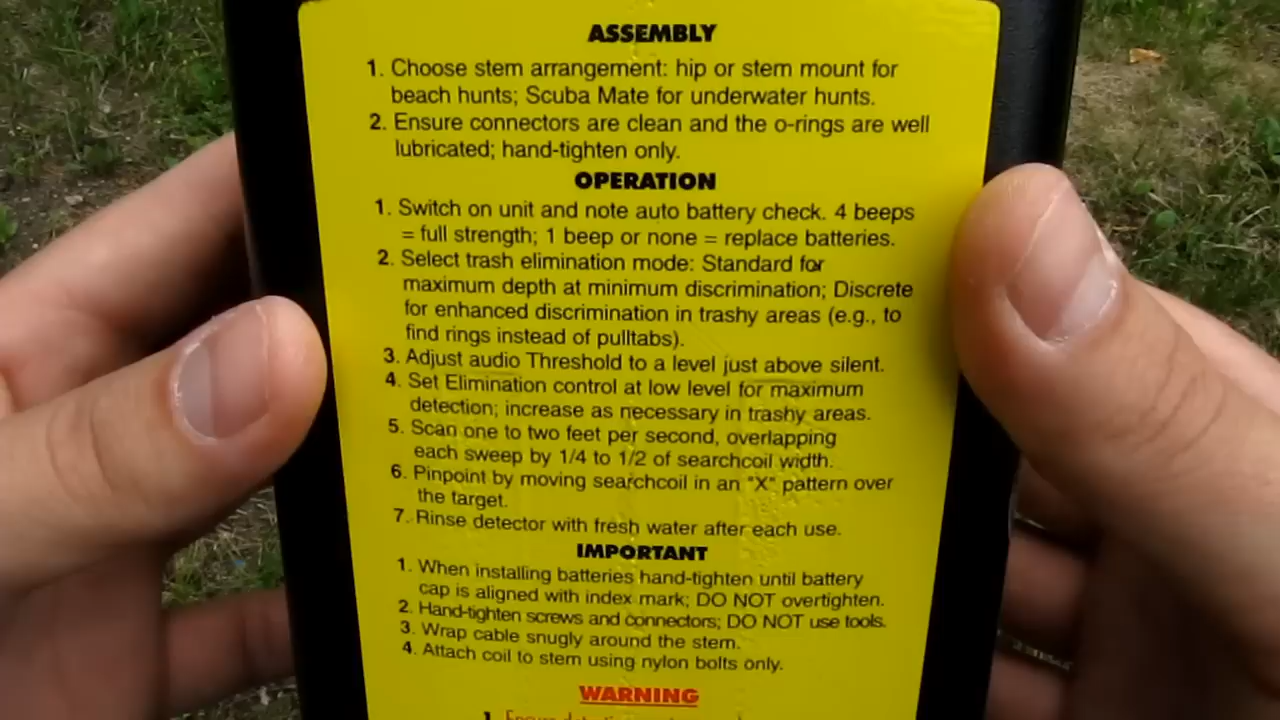 ASSEMBLY
1. Choose stem arrangement: hip or stem mount for
beach hunts; Scuba Mate for underwater hunts.
2. Ensure connectors are clean and the o-rings are well
lubricated; hand-tighten only.
OPERATION
1. Switch on unit and note auto battery check. 4 beeps
= full strength; 1 beep or none = replace batteries.
2. Select trash elimination mode: Standard for
maximum depth at minimum discrimination; Discrete
for enhanced discrimination in trashy areas (e.g., to
find rings instead of pulltabs).
3. Adjust audio Threshold to a level just above silent.
4. Set Elimination control at low level for maximum
detection; increase as necessary in trashy areas.
5. Scan one to two feet per second, overlapping
each sweep by 1/4 to 1/2 of searchcoil width.
6. Pinpoint by moving searchcoil in an "X" pattern over
the target.
7. Rinse detector with fresh water after each use.
IMPORTANT
1. When installing batteries hand-tighten until battery
cap is aligned with index mark; DO NOT overtighten.
2. Hand-tighten screws and connectors; DO NOT use tools.
3. Wrap cable snugly around the stem.
4. Attach coil to stem using nylon bolts only.
WARNING
1. Ensure